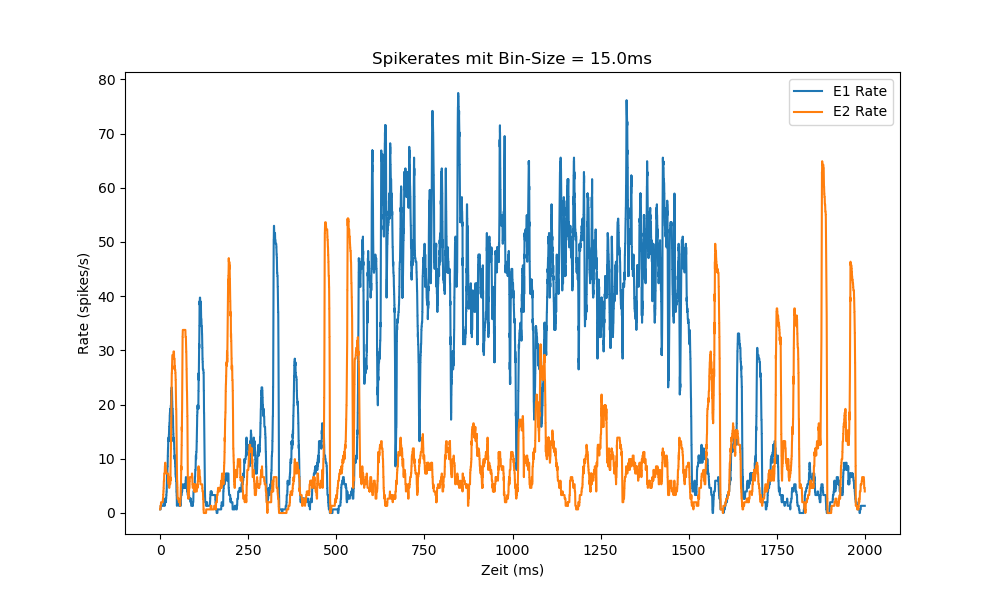 Spikerates mit Bin-Size = 15.0ms
E1 Rate
E2 Rate
80
70
60
50
40
30
20
10
0
Rate (spikes/s)
0 250 500 750 1000 1250 1500 1750 2000
Zeit (ms)